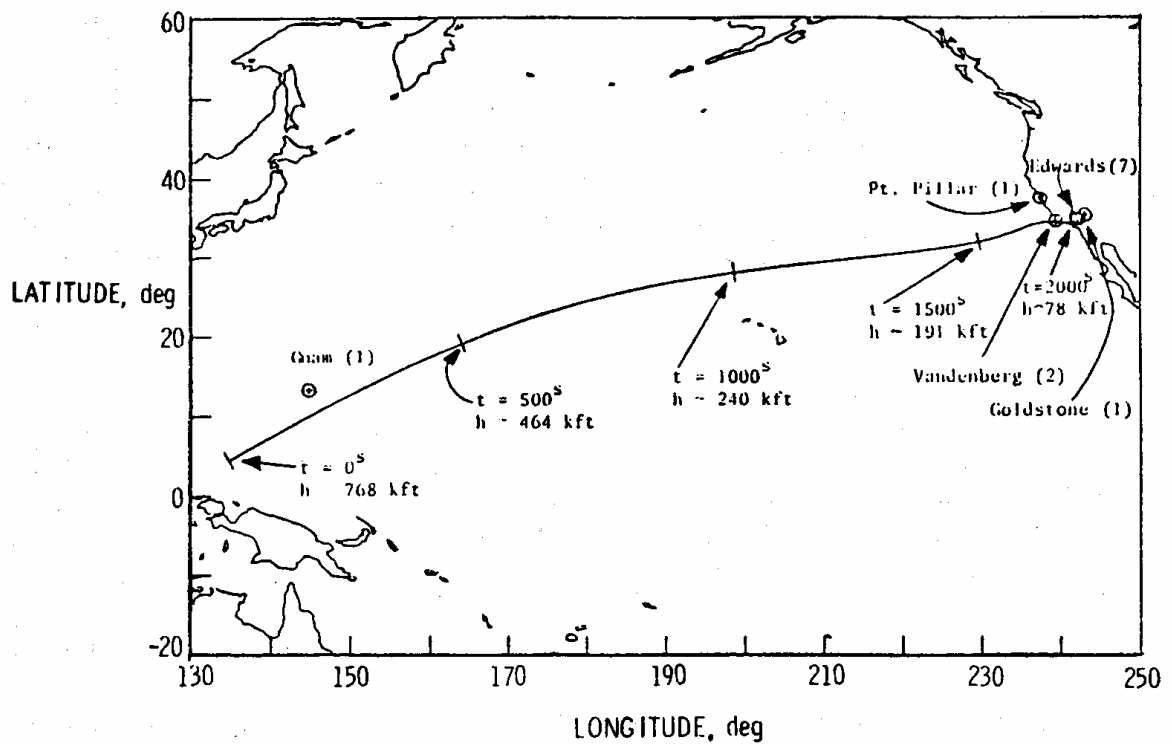 60
40
20
0
-20
LATITUDE, deg
130
150
170
190
210
230
250
LONGITUDE, deg
Guam (1)
t = 0s
h 768 kft
t = 500s
h ~ 464 kft
t = 1000s
h ~ 240 kft
t = 1500s
h ~ 191 kft
t=2000s
h~78 kft
Pt. Pillar (1)
Edwards(7)
Vandenberg (2)
Goldstone (1)